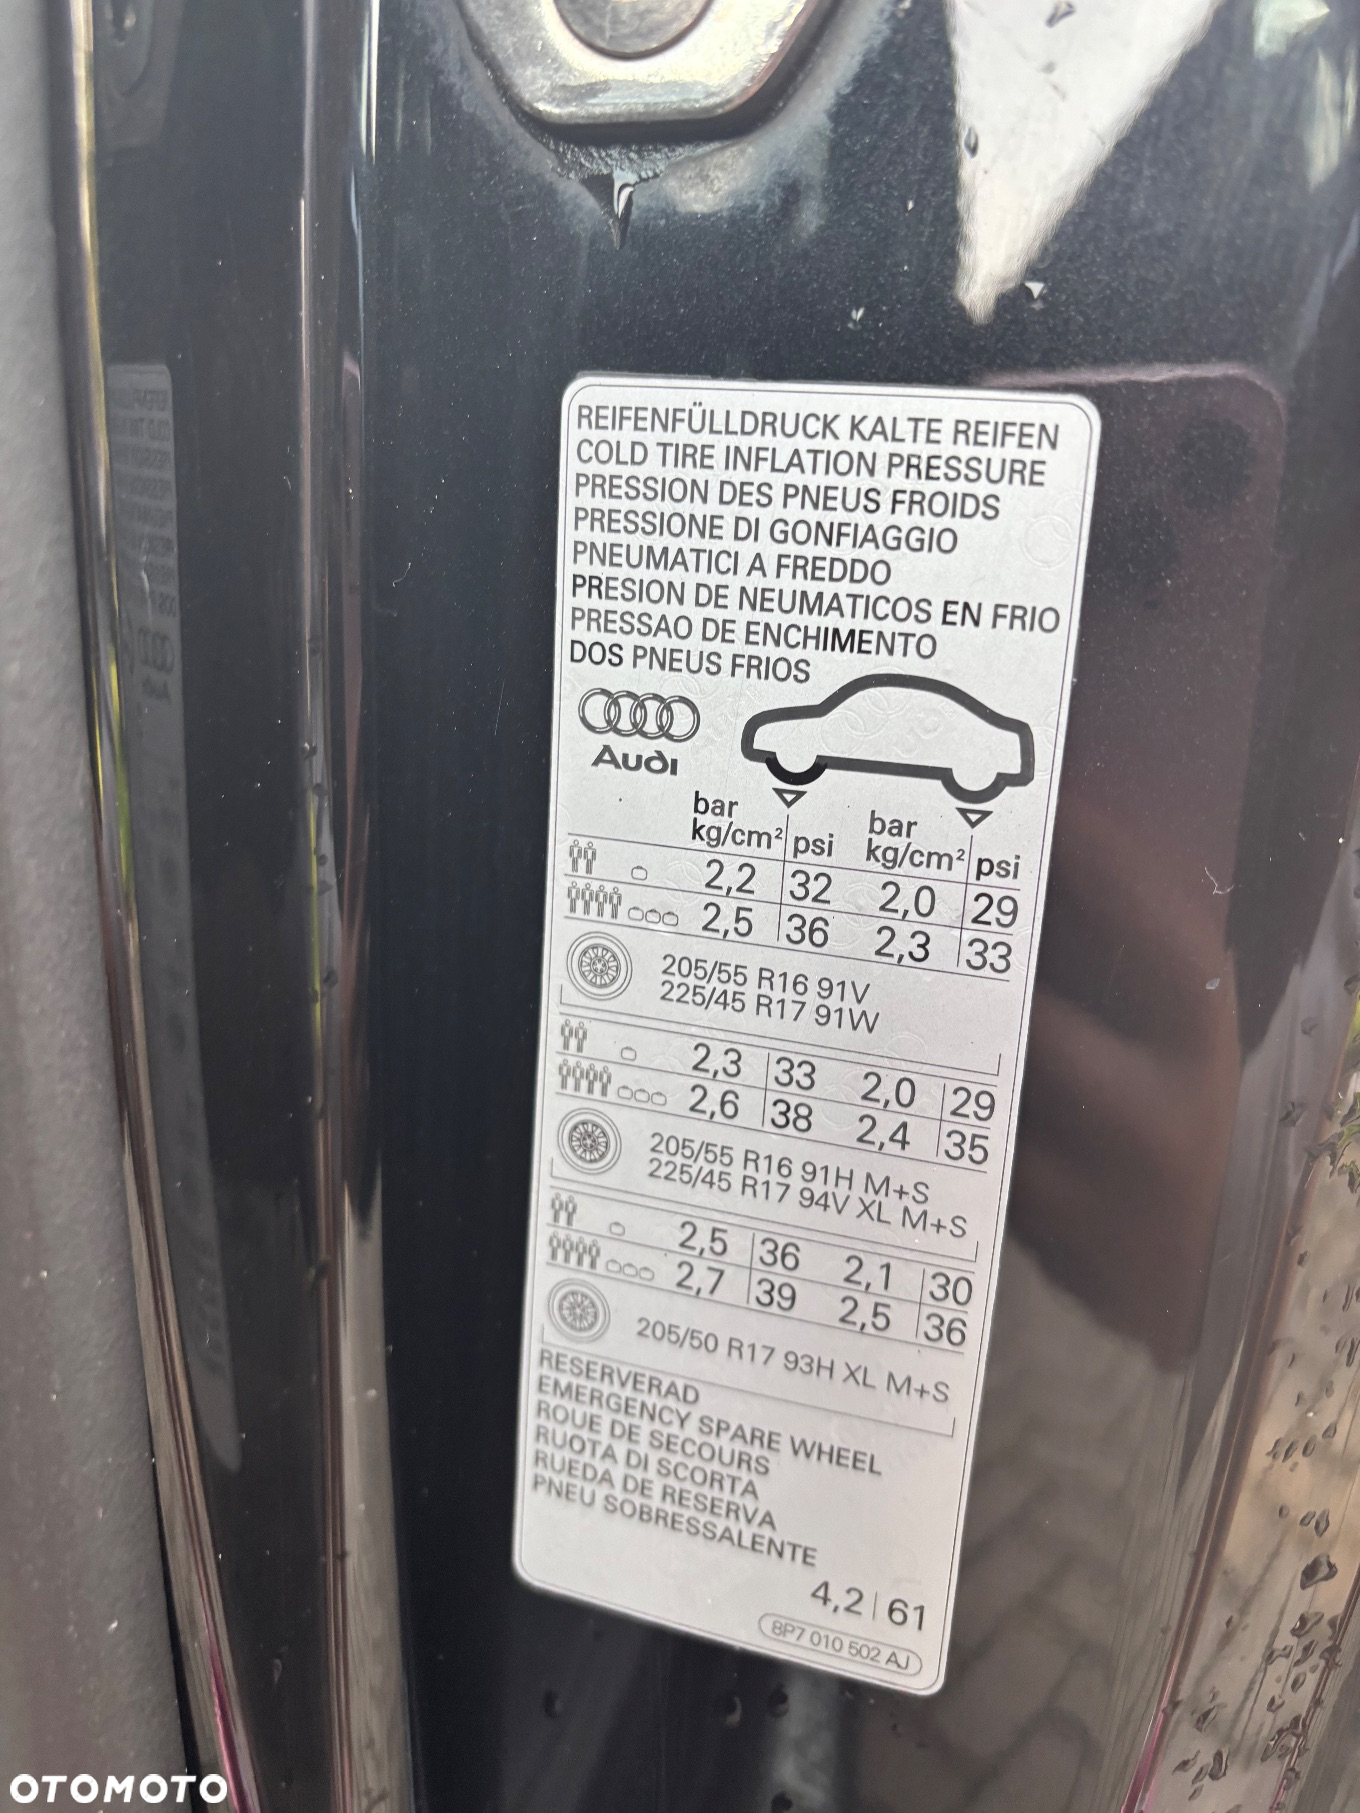 REIFENFÜLLDRUCK KALTE REIFEN
COLD TIRE INFLATION PRESSURE
PRESSION DES PNEUS FROIDS
PRESSIONE DI GONFIAGGIO
PNEUMATICI A FREDDO
PRESION DE NEUMATICOS EN FRIO
PRESSAO DE ENCHIMENTO
DOS PNEUS FRIOS
Audi
bar bar
kg/cm² psi kg/cm² psi
2,2 32 2,0 29
2,5 36 2,3 33
205/55 R16 91V
225/45 R17 91W
2,3 33 2,0 29
2,6 38 2,4 35
205/55 R16 91H M+S
225/45 R17 94V XL M+S
2,5 36 2,1 30
2,7 39 2,5 36
205/50 R17 93H XL M+S
RESERVERAD
EMERGENCY SPARE WHEEL
ROUE DE SECOURS
RUOTA DI SCORTA
RUEDA DE RESERVA
PNEU SOBRESSALENTE
4,2 61
8P7 010 502 AJ
OTOMOTO